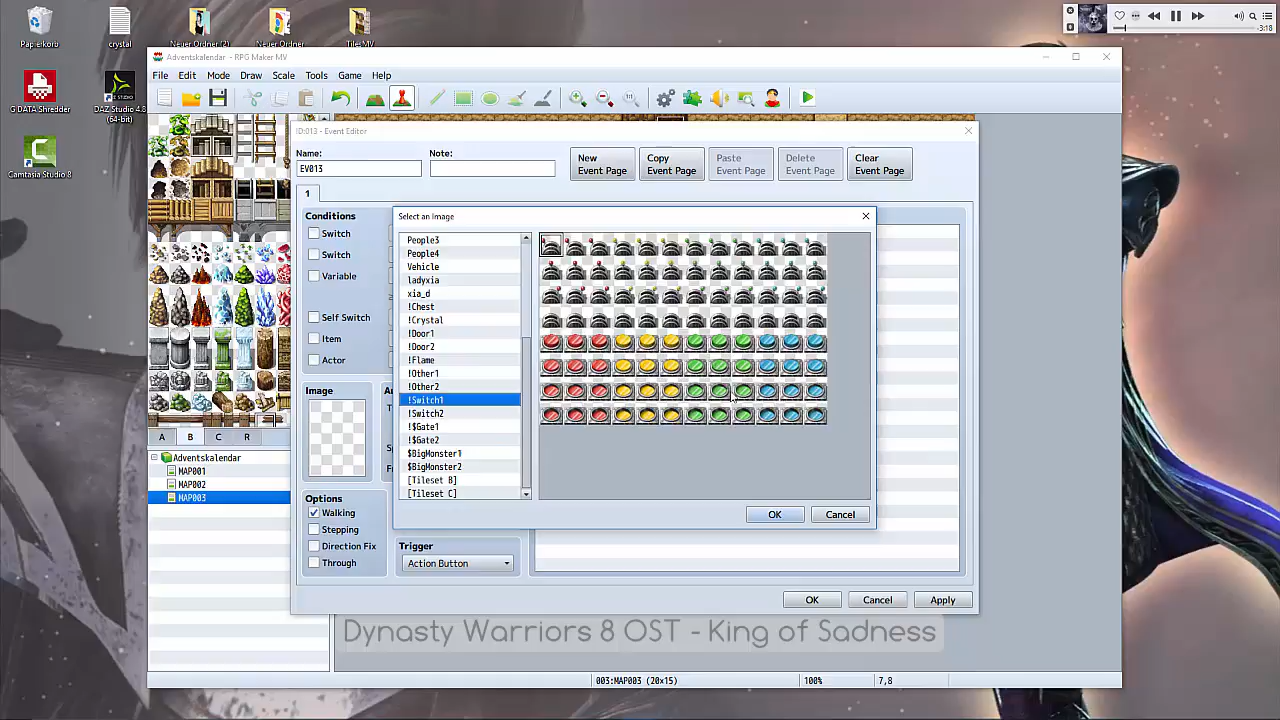 Papierkorb
crystal
Neuer Ordner (2)
Neuer Ordner
TilesMV
G DATA Shredder
DAZ Studio 4.8
(64-bit)
Camtasia Studio 8
-3:18
Adventskalendar - RPG Maker MV
File Edit Mode Draw Scale Tools Game Help
ID:013 - Event Editor
Name:
EV013
Note:
New
Event Page
Copy
Event Page
Paste
Event Page
Delete
Event Page
Clear
Event Page
1
Conditions
Switch
Switch
Variable
Self Switch
Item
Actor
Image
Options
Walking
Stepping
Direction Fix
Through
Trigger
Action Button
Select an Image
People3
People4
Vehicle
ladyxia
xia_d
!Chest
!Crystal
!Door1
!Door2
!Flame
!Other1
!Other2
!Switch1
!Switch2
!$Gate1
!$Gate2
$BigMonster1
$BigMonster2
[Tileset B]
[Tileset C]
OK Cancel
OK Cancel Apply
A B C R
Adventskalendar
MAP001
MAP002
MAP003
Dynasty Warriors 8 OST - King of Sadness
003:MAP003 (20x15) 100% 7,8